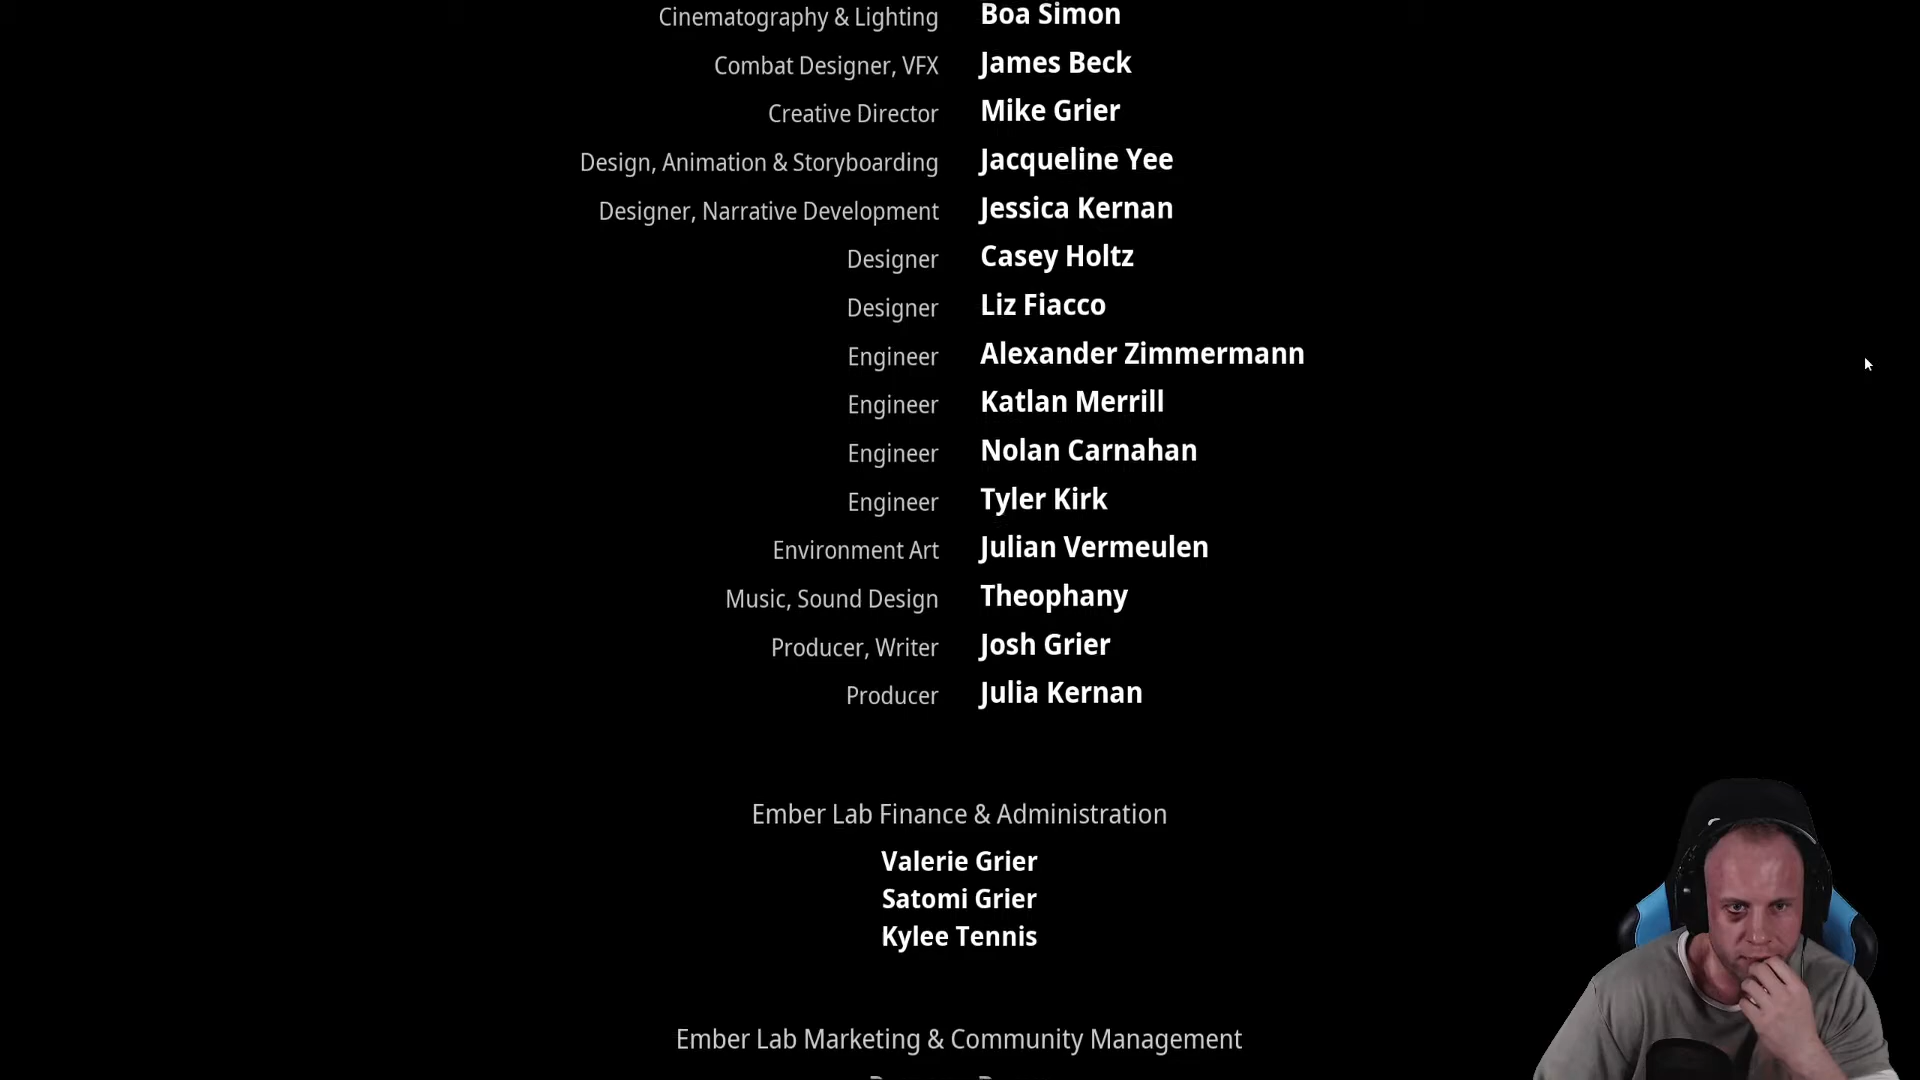 Cinematography & Lighting Boa Simon
Combat Designer, VFX James Beck
Creative Director Mike Grier
Design, Animation & Storyboarding Jacqueline Yee
Designer, Narrative Development Jessica Kernan
Designer Casey Holtz
Designer Liz Fiacco
Engineer Alexander Zimmermann
Engineer Katlan Merrill
Engineer Nolan Carnahan
Engineer Tyler Kirk
Environment Art Julian Vermeulen
Music, Sound Design Theophany
Producer, Writer Josh Grier
Producer Julia Kernan
Ember Lab Finance & Administration
Valerie Grier
Satomi Grier
Kylee Tennis
Ember Lab Marketing & Community Management